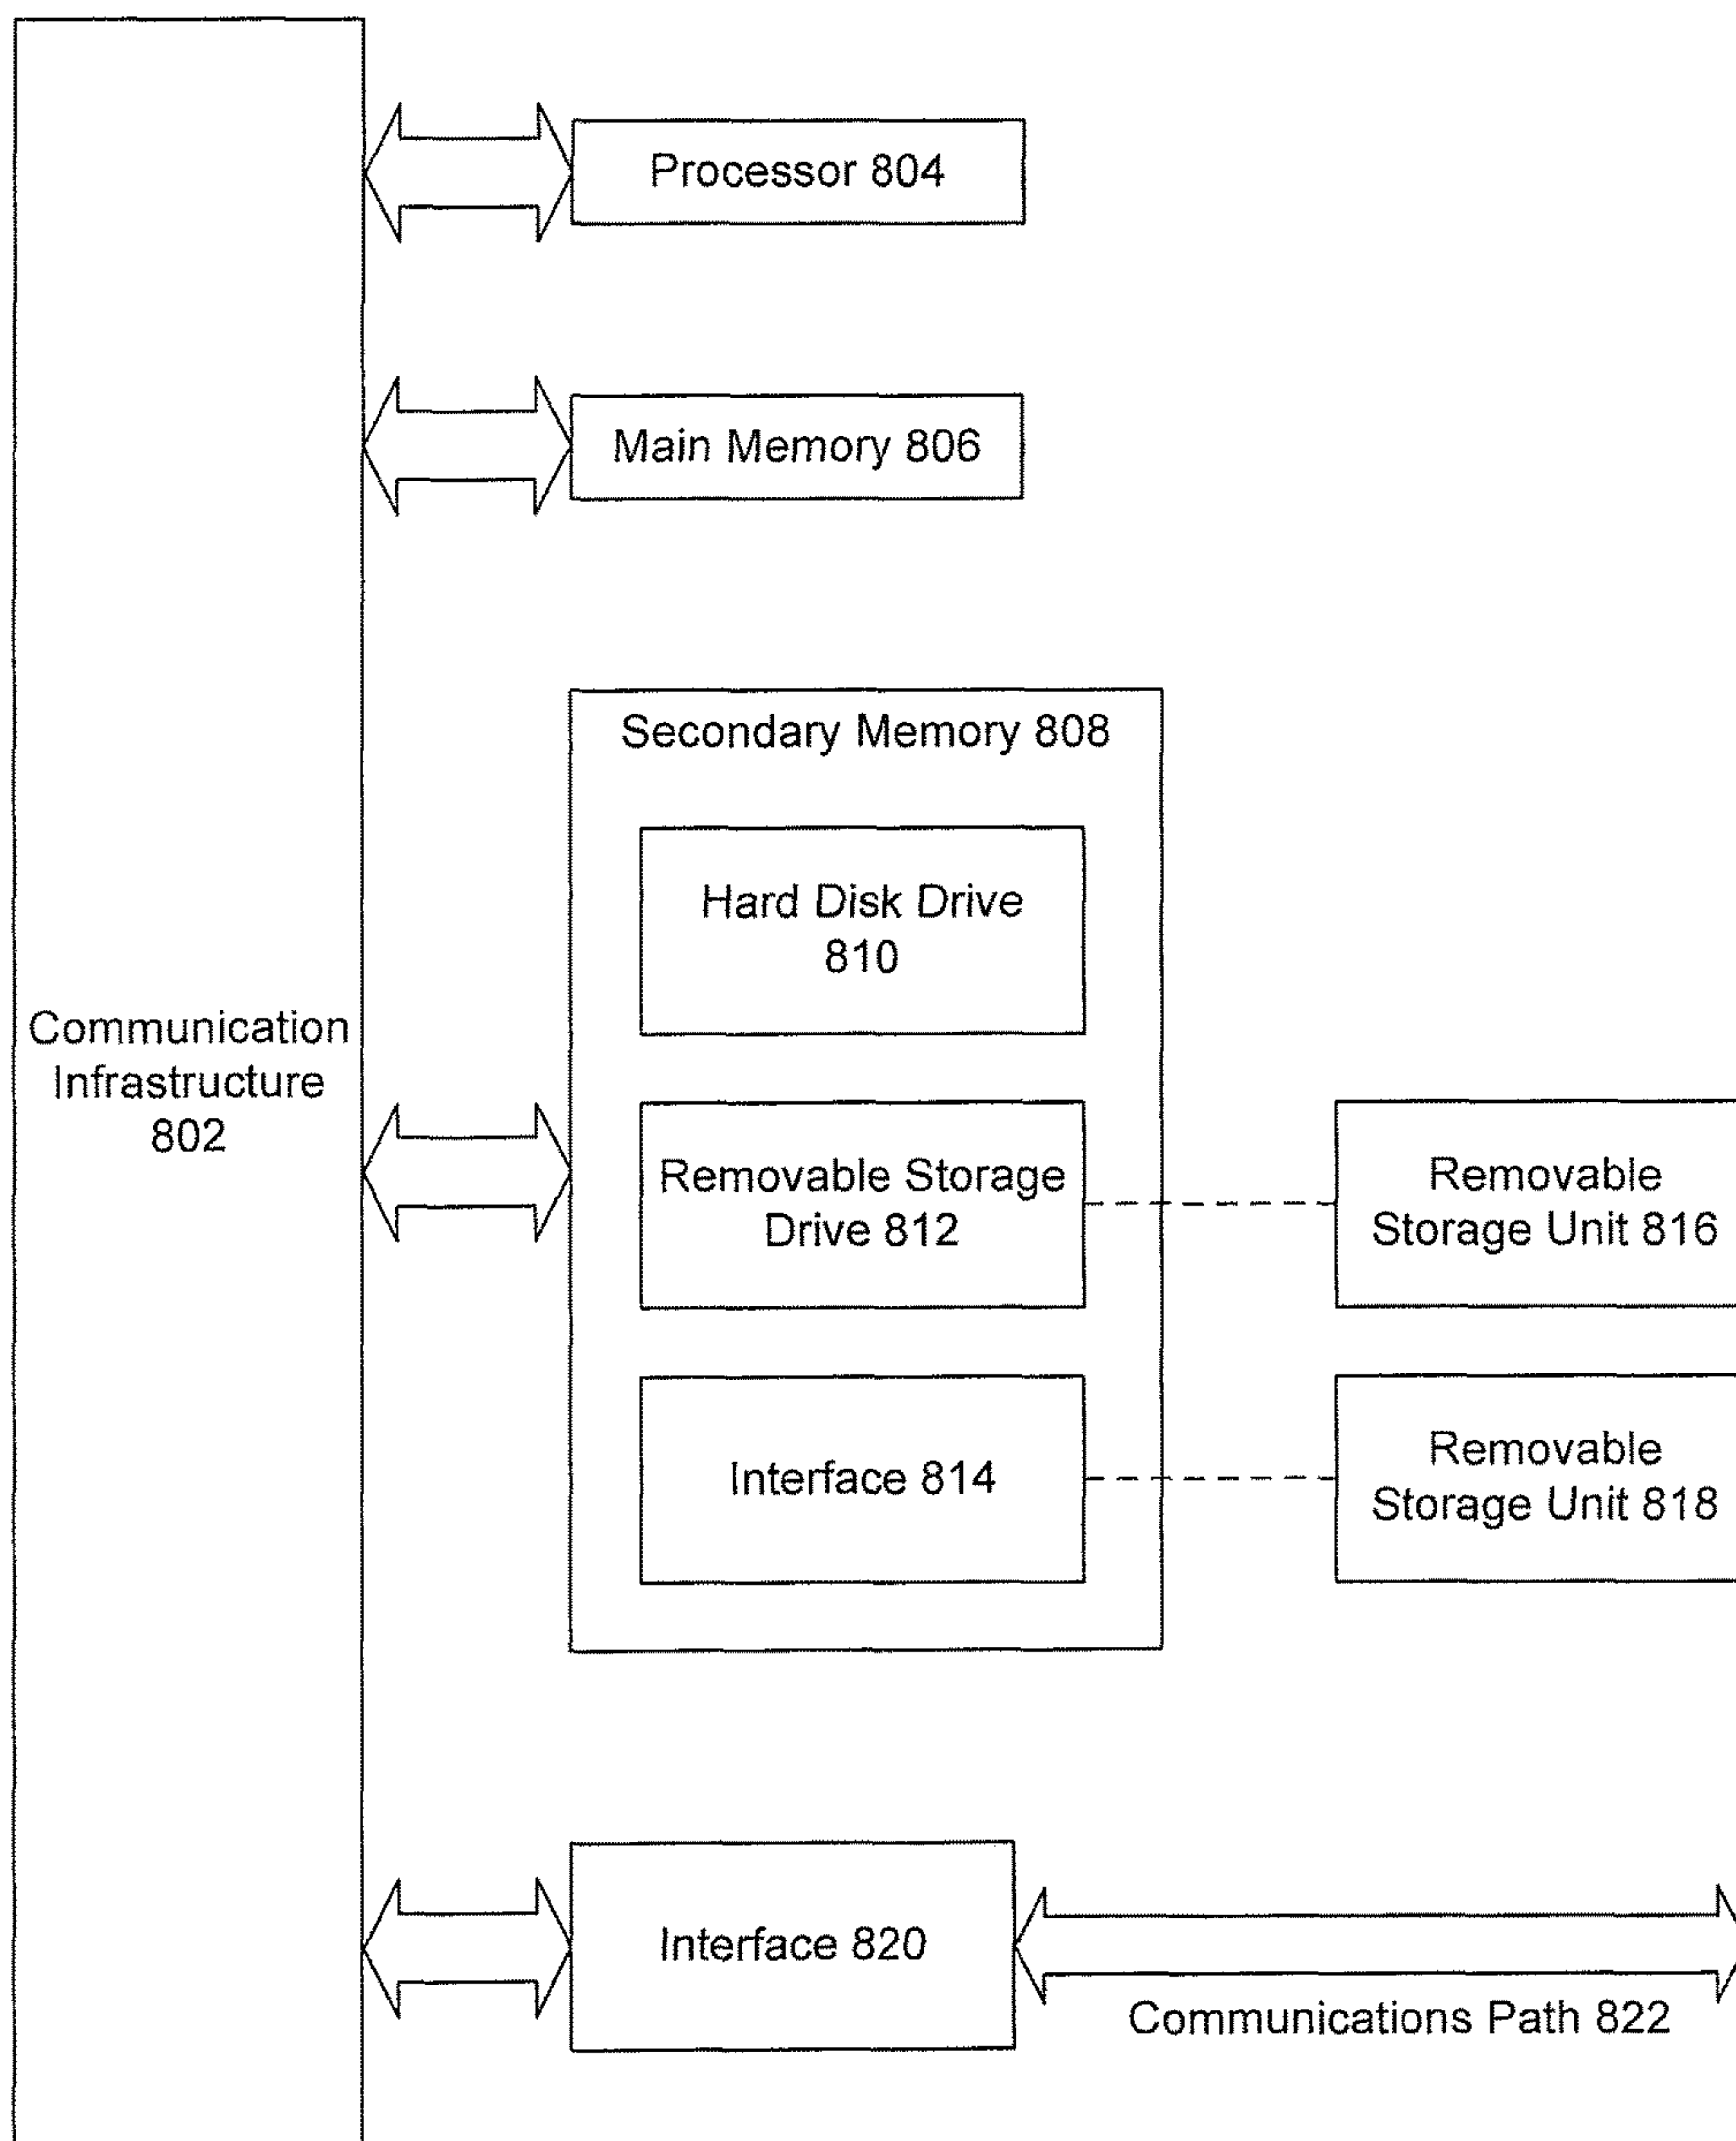 Processor 804
Main Memory 806
Secondary Memory 808
Hard Disk Drive
810
Communication
Infrastructure
802
Removable Storage
Drive 812
Removable
Storage Unit 816
Interface 814
Removable
Storage Unit 818
Interface 820
Communications Path 822